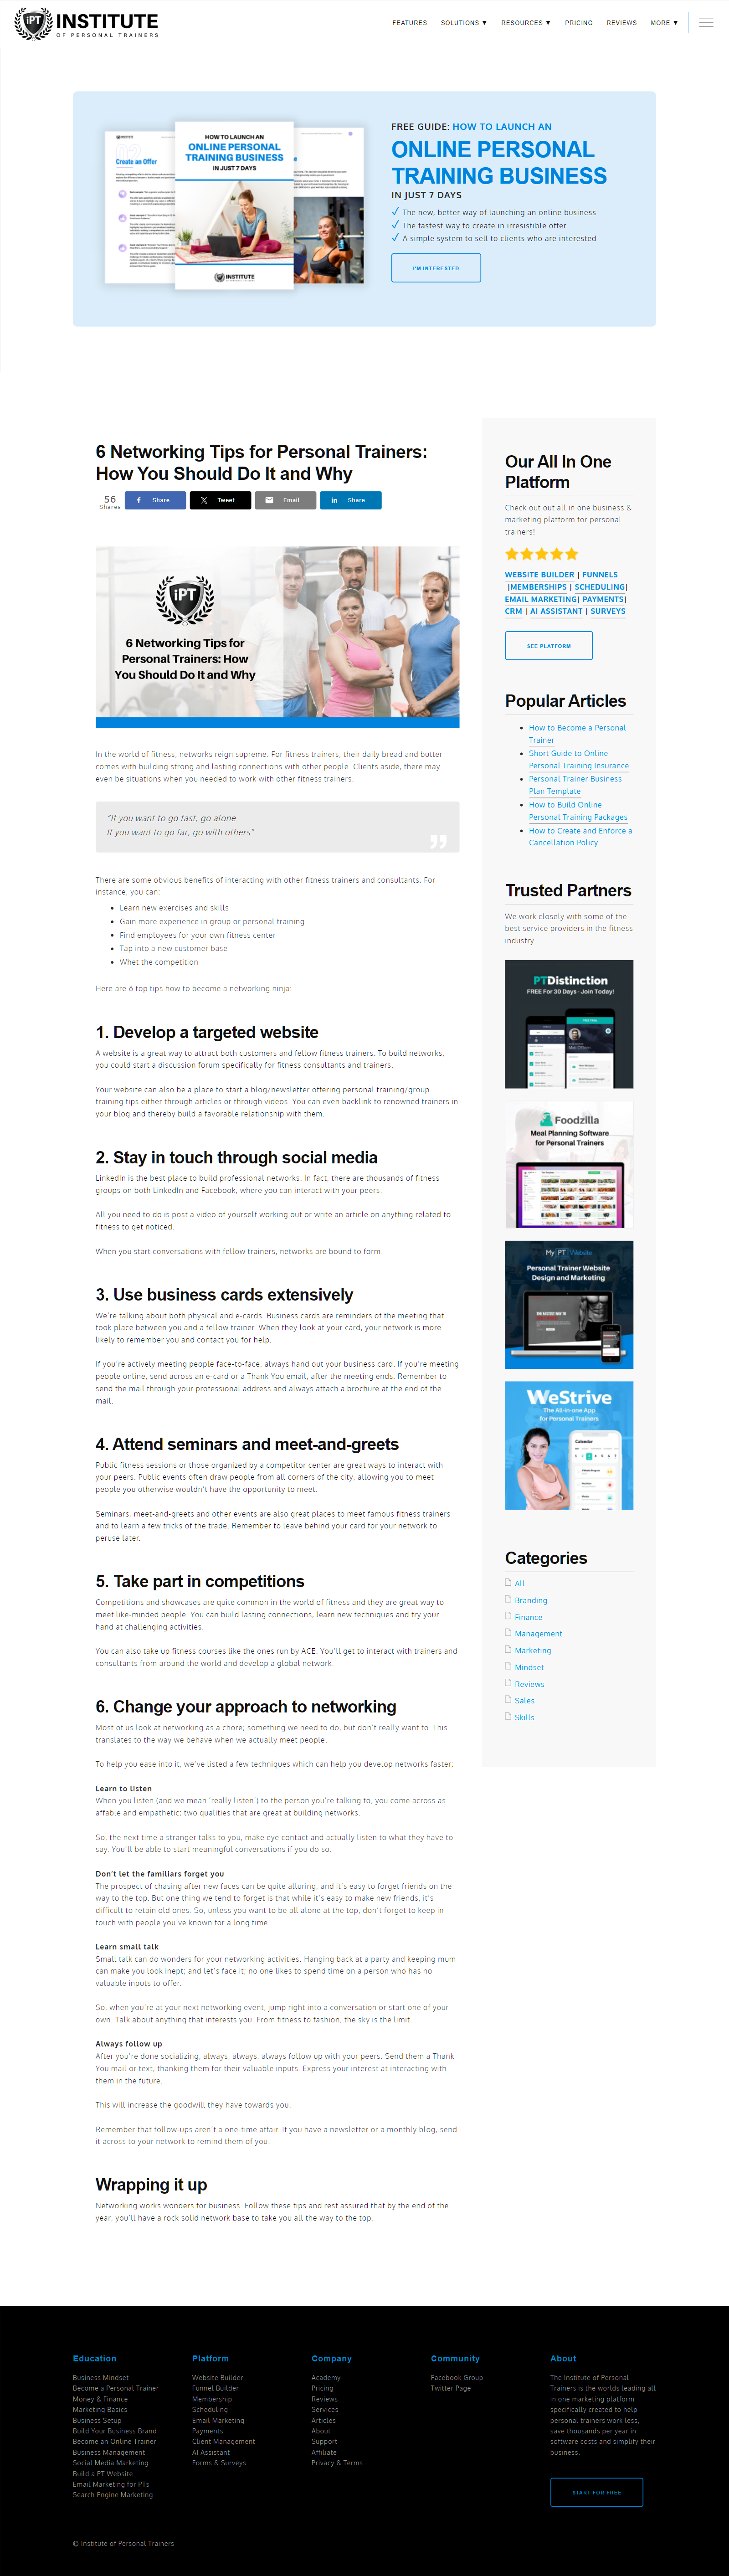 iPT INSTITUTE
OF PERSONAL TRAINERS
FEATURES SOLUTIONS ▼ RESOURCES ▼ PRICING REVIEWS MORE ▼
INSTITUTE
Create an Offer
HOW TO LAUNCH AN
ONLINE PERSONAL
TRAINING BUSINESS
IN JUST 7 DAYS
INSTITUTE
FREE GUIDE: HOW TO LAUNCH AN
ONLINE PERSONAL
TRAINING BUSINESS
IN JUST 7 DAYS
The new, better way of launching an online business
The fastest way to create in irresistible offer
A simple system to sell to clients who are interested
I'M INTERESTED
6 Networking Tips for Personal Trainers:
How You Should Do It and Why
56
Shares
Share
Tweet
Email
Share
iPT
6 Networking Tips for
Personal Trainers: How
You Should Do It and Why
In the world of fitness, networks reign supreme. For fitness trainers, their daily bread and butter
comes with building strong and lasting connections with other people. Clients aside, there may
even be situations when you needed to work with other fitness trainers.
"If you want to go fast, go alone
If you want to go far, go with others"
There are some obvious benefits of interacting with other fitness trainers and consultants. For
instance, you can:
• Learn new exercises and skills
• Gain more experience in group or personal training
• Find employees for your own fitness center
• Tap into a new customer base
• Whet the competition
Here are 6 top tips how to become a networking ninja:
1. Develop a targeted website
A website is a great way to attract both customers and fellow fitness trainers. To build networks,
you could start a discussion forum specifically for fitness consultants and trainers.
Your website can also be a place to start a blog/newsletter offering personal training/group
training tips either through articles or through videos. You can even backlink to renowned trainers in
your blog and thereby build a favorable relationship with them.
2. Stay in touch through social media
LinkedIn is the best place to build professional networks. In fact, there are thousands of fitness
groups on both LinkedIn and Facebook, where you can interact with your peers.
All you need to do is post a video of yourself working out or write an article on anything related to
fitness to get noticed.
When you start conversations with fellow trainers, networks are bound to form.
3. Use business cards extensively
We're talking about both physical and e-cards. Business cards are reminders of the meeting that
took place between you and a fellow trainer. When they look at your card, your network is more
likely to remember you and contact you for help.
If you're actively meeting people face-to-face, always hand out your business card. If you're meeting
people online, send across an e-card or a Thank You email, after the meeting ends. Remember to
send the mail through your professional address and always attach a brochure at the end of the
mail.
4. Attend seminars and meet-and-greets
Public fitness sessions or those organized by a competitor center are great ways to interact with
your peers. Public events often draw people from all corners of the city, allowing you to meet
people you otherwise wouldn't have the opportunity to meet.
Seminars, meet-and-greets and other events are also great places to meet famous fitness trainers
and to learn a few tricks of the trade. Remember to leave behind your card for your network to
peruse later.
5. Take part in competitions
Competitions and showcases are quite common in the world of fitness and they are great way to
meet like-minded people. You can build lasting connections, learn new techniques and try your
hand at challenging activities.
You can also take up fitness courses like the ones run by ACE. You'll get to interact with trainers and
consultants from around the world and develop a global network.
6. Change your approach to networking
Most of us look at networking as a chore; something we need to do, but don't really want to. This
translates to the way we behave when we actually meet people.
To help you ease into it, we've listed a few techniques which can help you develop networks faster:
Learn to listen
When you listen (and we mean 'really listen') to the person you're talking to, you come across as
affable and empathetic; two qualities that are great at building networks.
So, the next time a stranger talks to you, make eye contact and actually listen to what they have to
say. You'll be able to start meaningful conversations if you do so.
Don't let the familiars forget you
The prospect of chasing after new faces can be quite alluring; and it's easy to forget friends on the
way to the top. But one thing we tend to forget is that while it's easy to make new friends, it's
difficult to retain old ones. So, unless you want to be all alone at the top, don't forget to keep in
touch with people you've known for a long time.
Learn small talk
Small talk can do wonders for your networking activities. Hanging back at a party and keeping mum
can make you look inept; and let's face it; no one likes to spend time on a person who has no
valuable inputs to offer.
So, when you're at your next networking event, jump right into a conversation or start one of your
own. Talk about anything that interests you. From fitness to fashion, the sky is the limit.
Always follow up
After you're done socializing, always, always, always follow up with your peers. Send them a Thank
You mail or text, thanking them for their valuable inputs. Express your interest at interacting with
them in the future.
This will increase the goodwill they have towards you.
Remember that follow-ups aren't a one-time affair. If you have a newsletter or a monthly blog, send
it across to your network to remind them of you.
Wrapping it up
Networking works wonders for business. Follow these tips and rest assured that by the end of the
year, you'll have a rock solid network base to take you all the way to the top.
Our All In One
Platform
Check out out all in one business &
marketing platform for personal
trainers!
WEBSITE BUILDER | FUNNELS
|MEMBERSHIPS | SCHEDULING|
EMAIL MARKETING| PAYMENTS|
CRM | AI ASSISTANT | SURVEYS
SEE PLATFORM
Popular Articles
• How to Become a Personal
Trainer
• Short Guide to Online
Personal Training Insurance
• Personal Trainer Business
Plan Template
• How to Build Online
Personal Training Packages
• How to Create and Enforce a
Cancellation Policy
Trusted Partners
We work closely with some of the
best service providers in the fitness
industry.
PTDistinction
FREE For 30 Days - Join Today!
Foodzilla
Meal Planning Software
for Personal Trainers
My PT Website
Personal Trainer Website
Design and Marketing
WeStrive
The All-in-one App
for Personal Trainers
Calendar
Categories
All
Branding
Finance
Management
Marketing
Mindset
Reviews
Sales
Skills
Education
Business Mindset
Become a Personal Trainer
Money & Finance
Marketing Basics
Business Setup
Build Your Business Brand
Become an Online Trainer
Business Management
Social Media Marketing
Build a PT Website
Email Marketing for PTs
Search Engine Marketing
Platform
Website Builder
Funnel Builder
Membership
Scheduling
Email Marketing
Payments
Client Management
AI Assistant
Forms & Surveys
Company
Academy
Pricing
Reviews
Services
Articles
About
Support
Affiliate
Privacy & Terms
Community
Facebook Group
Twitter Page
About
The Institute of Personal
Trainers is the worlds leading all
in one marketing platform
specifically created to help
personal trainers work less,
save thousands per year in
software costs and simplify their
business.
START FOR FREE
© Institute of Personal Trainers